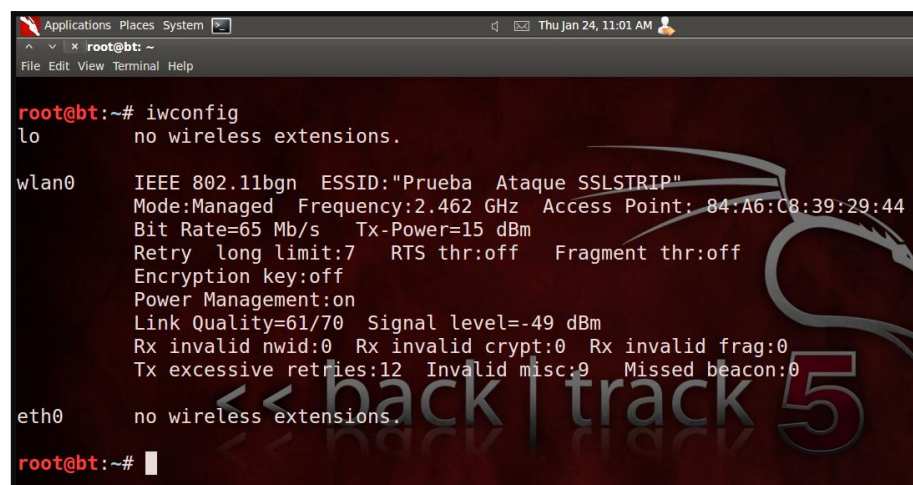 Applications Places System Thu Jan 24, 11:01 AM
root@bt: ~
File Edit View Terminal Help
root@bt:~# iwconfig
lo no wireless extensions.
wlan0 IEEE 802.11bgn ESSID:"Prueba Ataque SSLSTRIP"
Mode:Managed Frequency:2.462 GHz Access Point: 84:A6:C8:39:29:44
Bit Rate=65 Mb/s Tx-Power=15 dBm
Retry long limit:7 RTS thr:off Fragment thr:off
Encryption key:off
Power Management:on
Link Quality=61/70 Signal level=-49 dBm
Rx invalid nwid:0 Rx invalid crypt:0 Rx invalid frag:0
Tx excessive retries:12 Invalid misc:9 Missed beacon:0
<< back | track 5
eth0 no wireless extensions.
root@bt:~#